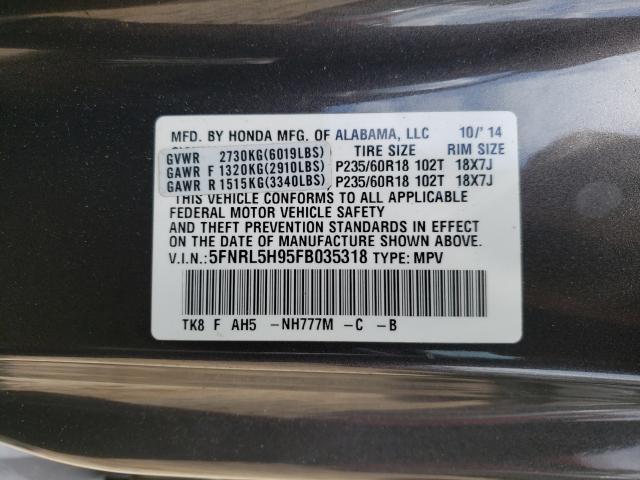 MFD. BY HONDA MFG. OF ALABAMA, LLC 10/'14
TIRE SIZE RIM SIZE
GVWR 2730KG(6019LBS)
GAWR F 1320KG(2910LBS) P235/60R18 102T 18X7J
GAWR R 1515KG(3340LBS) P235/60R18 102T 18X7J
THIS VEHICLE CONFORMS TO ALL APPLICABLE
FEDERAL MOTOR VEHICLE SAFETY
AND THEFT PREVENTION STANDARDS IN EFFECT
ON THE DATE OF MANUFACTURE SHOWN ABOVE.
V.I.N.:5FNRL5H95FB035318 TYPE: MPV
TK8 F AH5 -NH777M -C -B